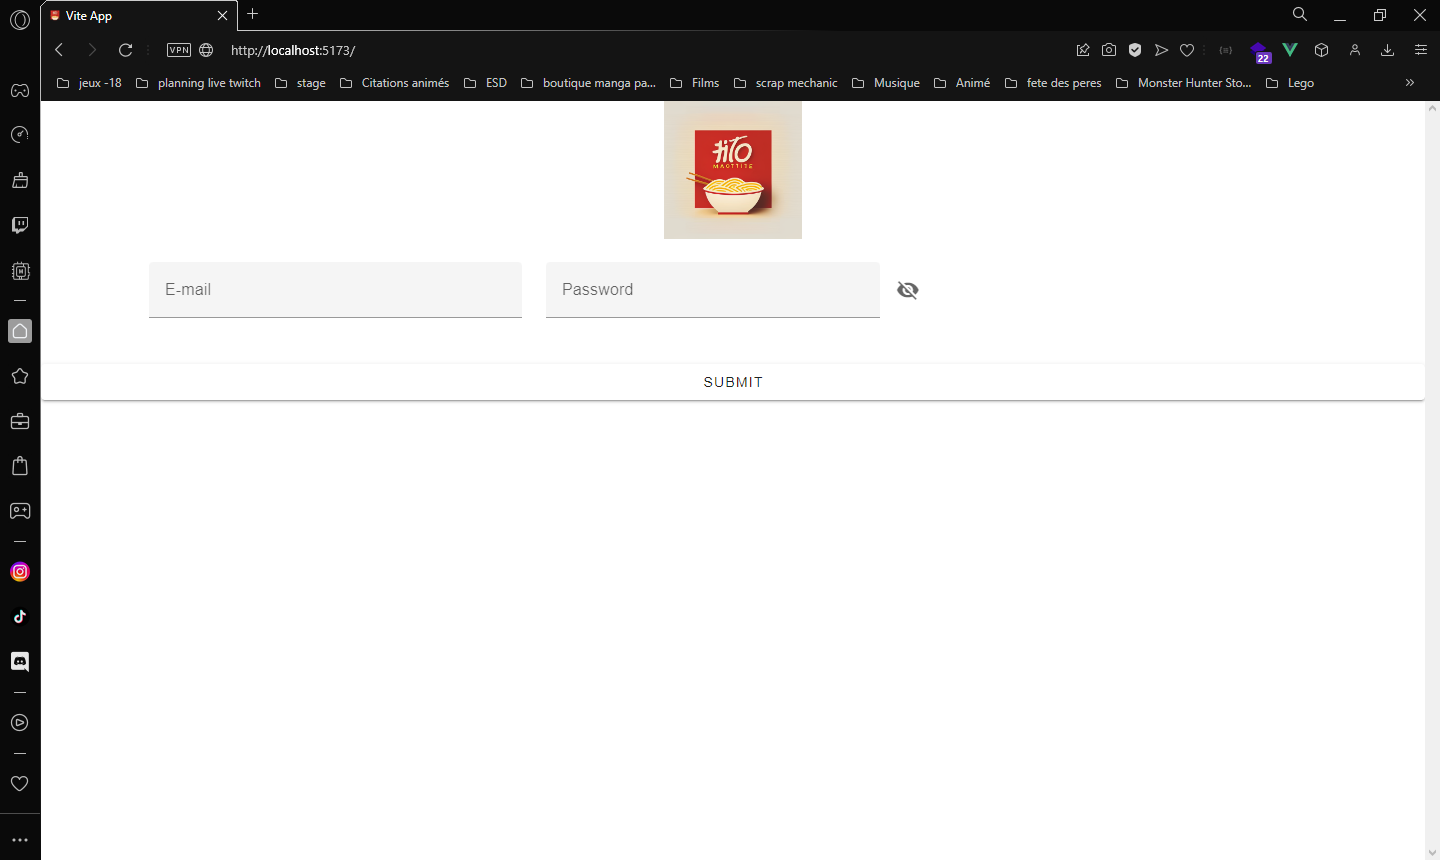 Vite App
VPN
http://localhost:5173/
22
jeux -18
planning live twitch
stage
Citations animés
ESD
boutique manga pa...
Films
scrap mechanic
Musique
Animé
fete des peres
Monster Hunter Sto...
Lego
E-mail
Password
SUBMIT